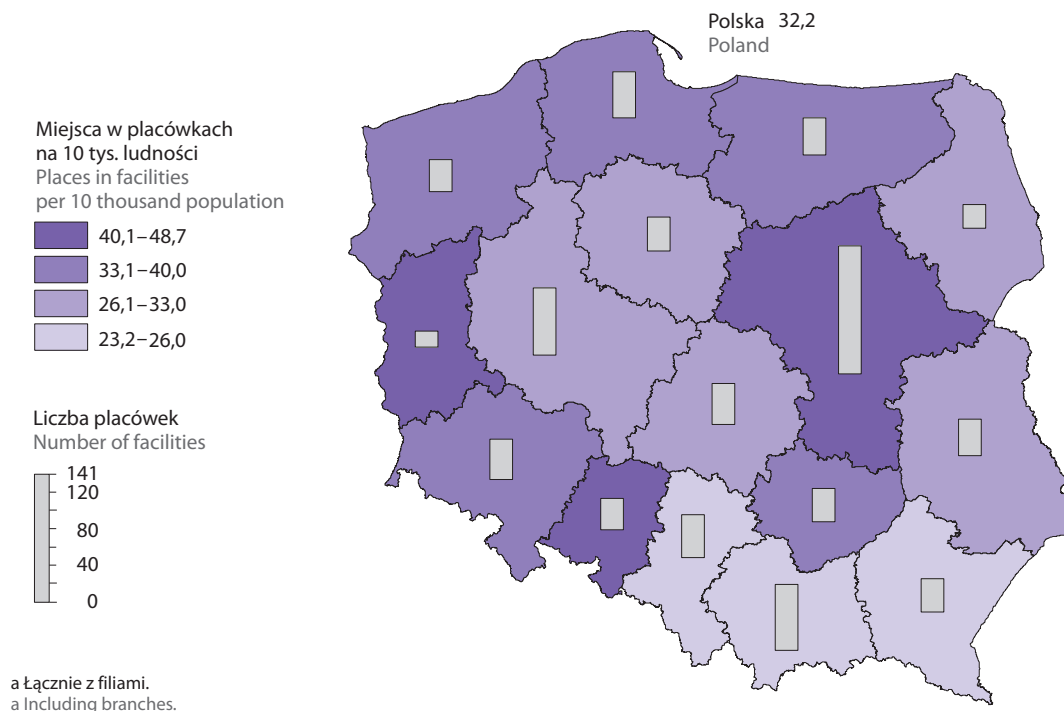 Polska 32,2
Poland
Miejsca w placówkach
na 10 tys. ludności
Places in facilities
per 10 thousand population
40,1–48,7
33,1–40,0
26,1–33,0
23,2–26,0
Liczba placówek
Number of facilities
141
120
80
40
0
a Łącznie z filiami.
a Including branches.